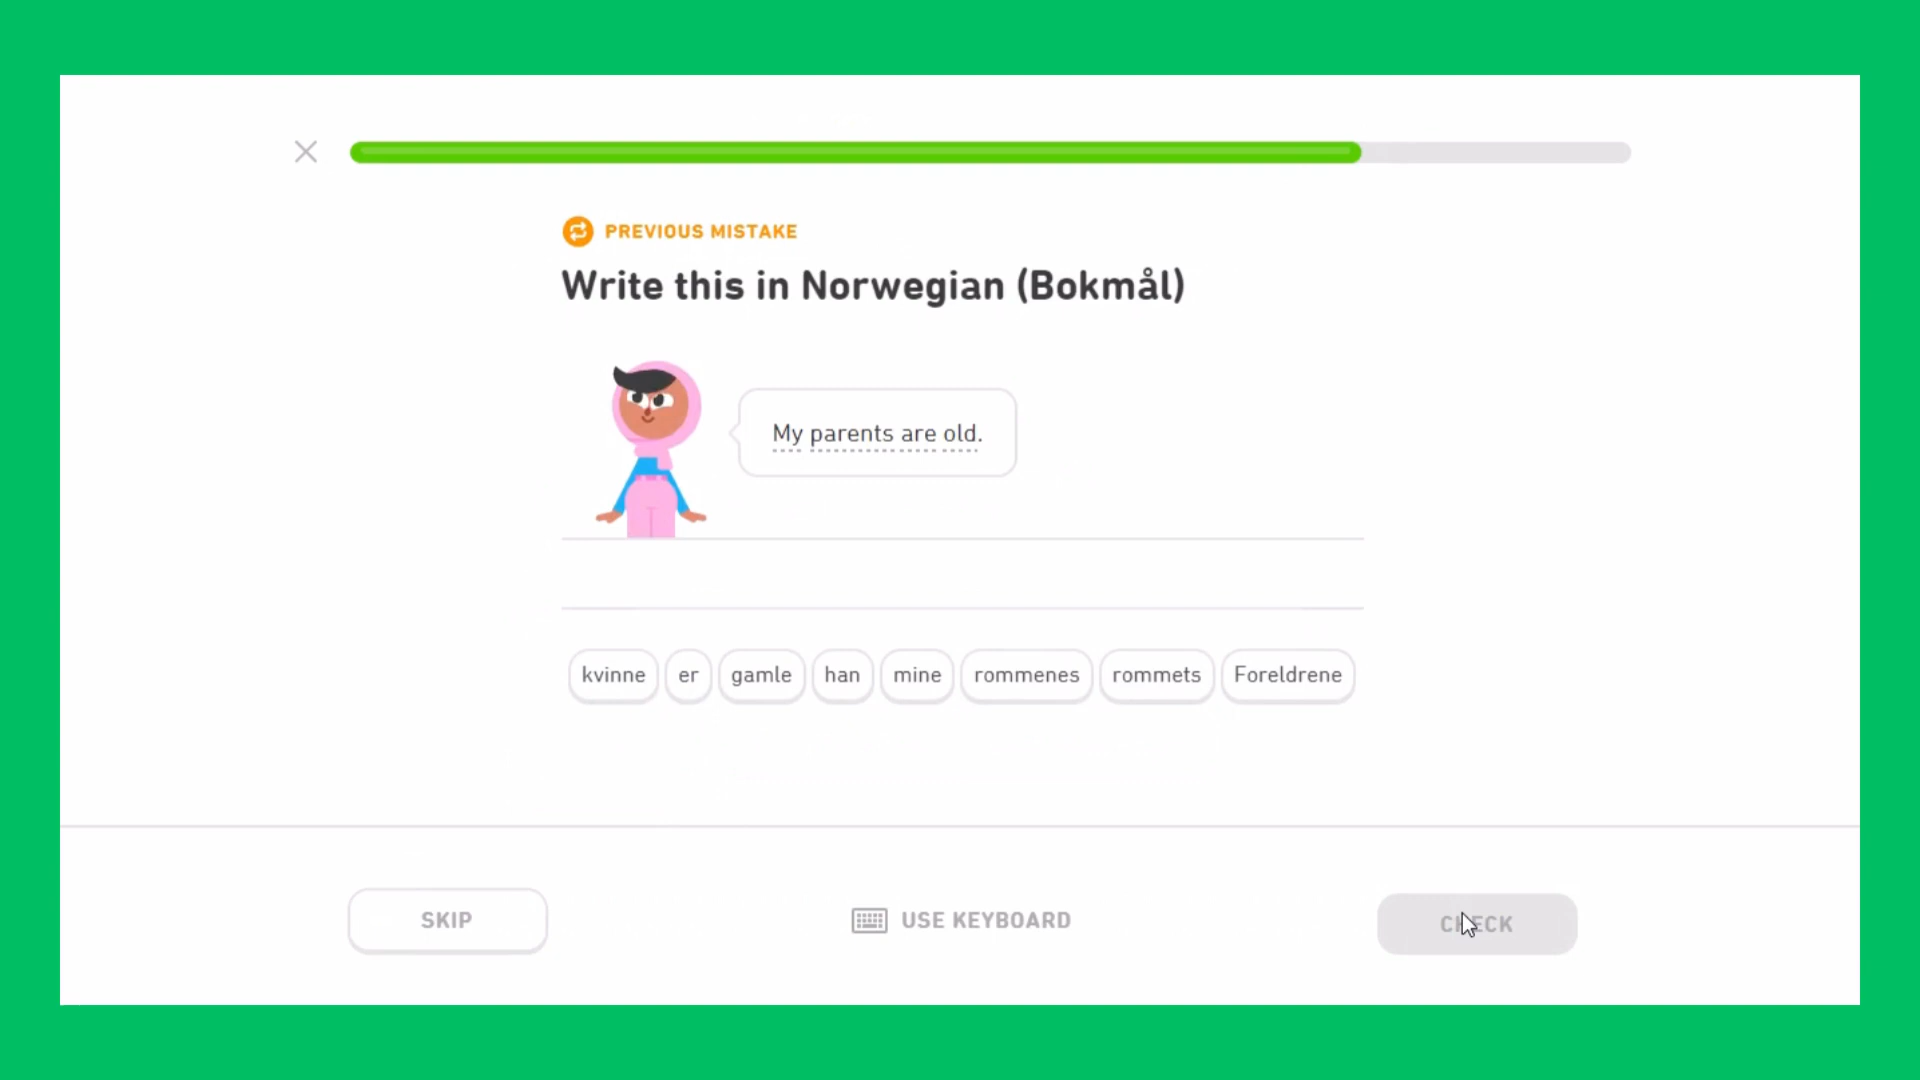 PREVIOUS MISTAKE
Write this in Norwegian (Bokmål)
My parents are old.
kvinne er gamle han mine rommenes rommets Foreldrene
SKIP USE KEYBOARD CHECK